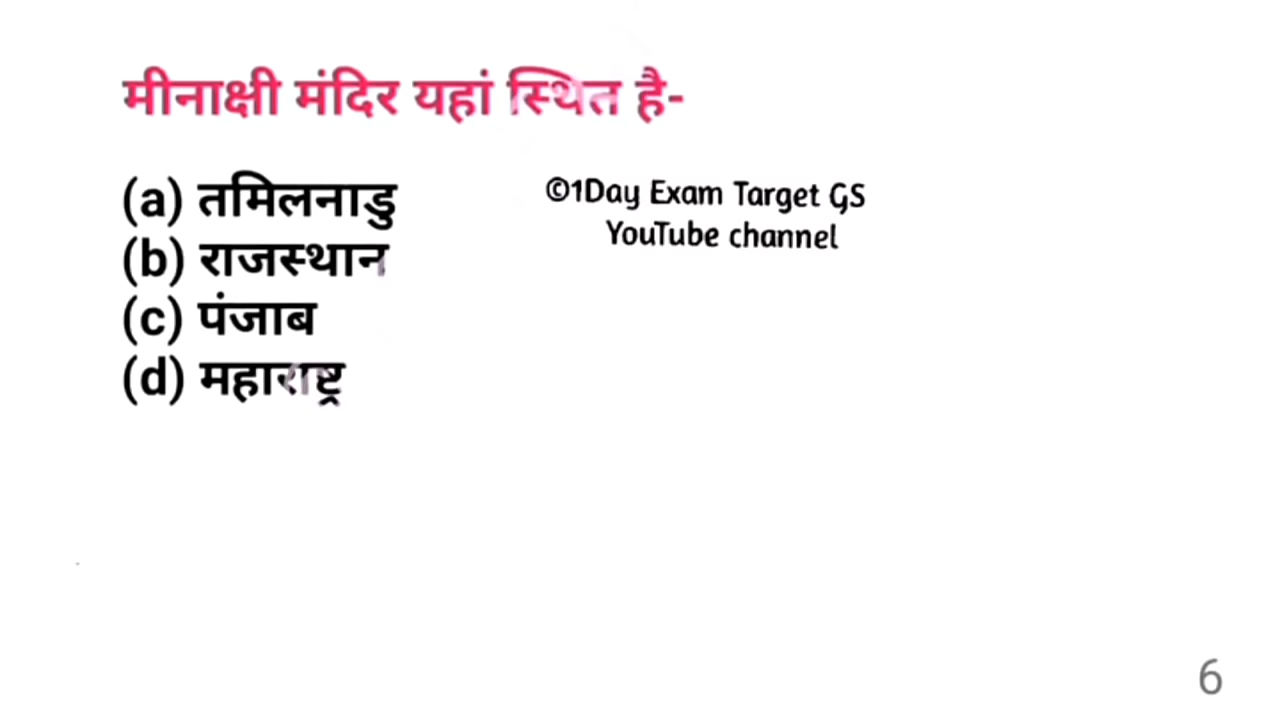 मीनाक्षी मंदिर यहां स्थित है-
(a) तमिलनाडु
©1Day Exam Target GS
YouTube channel
(b) राजस्थान
(c) पंजाब
(d) महाराष्ट्र
6